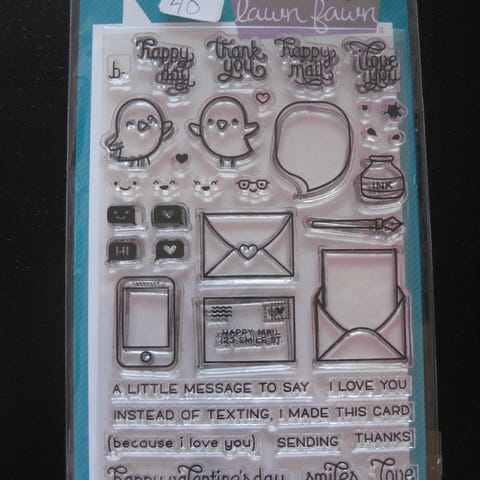 40
lawn fawn
b-
happy day
thank you
happy mail
I love you
INK
HI
HAPPY MAIL
123 SMILE ST.
A LITTLE MESSAGE TO SAY I LOVE YOU
INSTEAD OF TEXTING, I MADE THIS CARD
(because i love you) SENDING THANKS
happy valentine's day smiles love